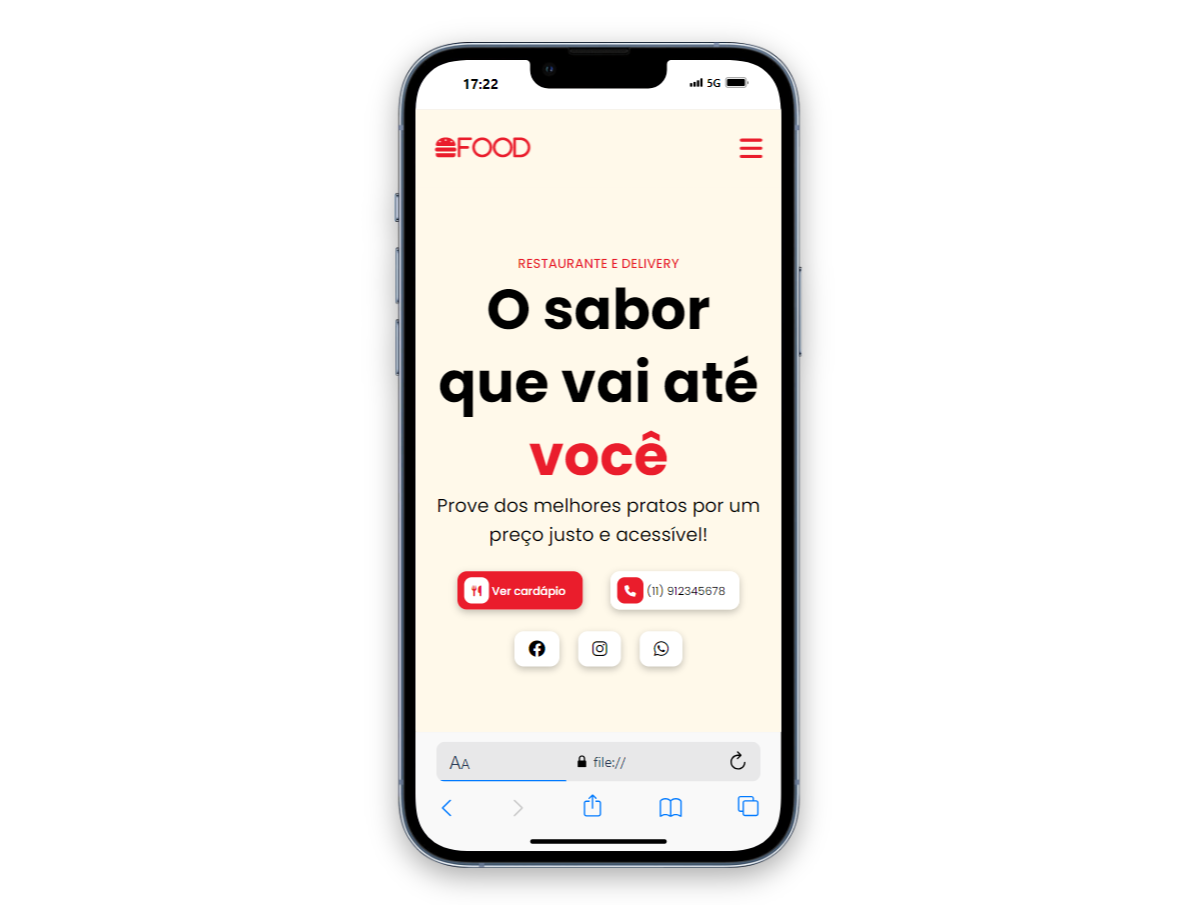 17:22
5G
FOOD
RESTAURANTE E DELIVERY
O sabor
que vai até
você
Prove dos melhores pratos por um
preço justo e acessível!
Ver cardápio
(11) 912345678
AA
file://